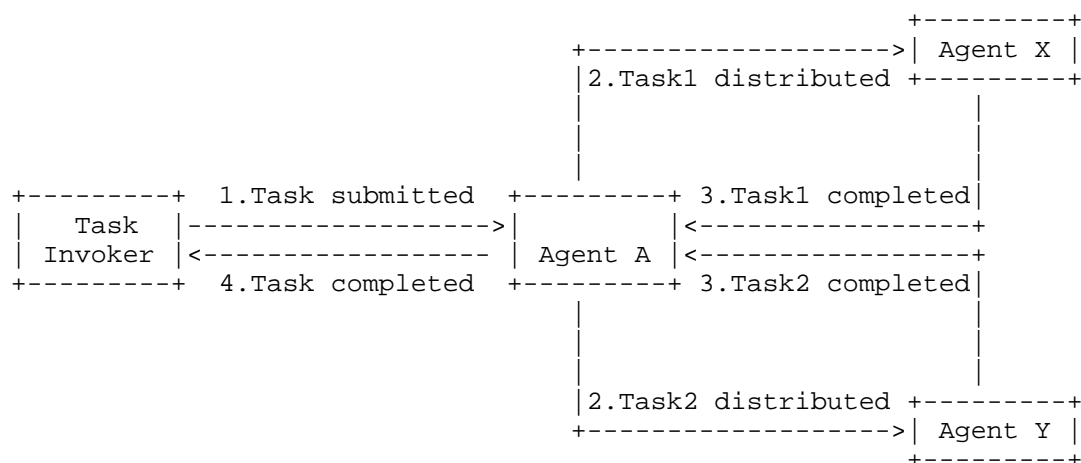 Agent X
2.Task1 distributed
1.Task submitted 3.Task1 completed
Task
Invoker Agent A
4.Task completed 3.Task2 completed
2.Task2 distributed
Agent Y